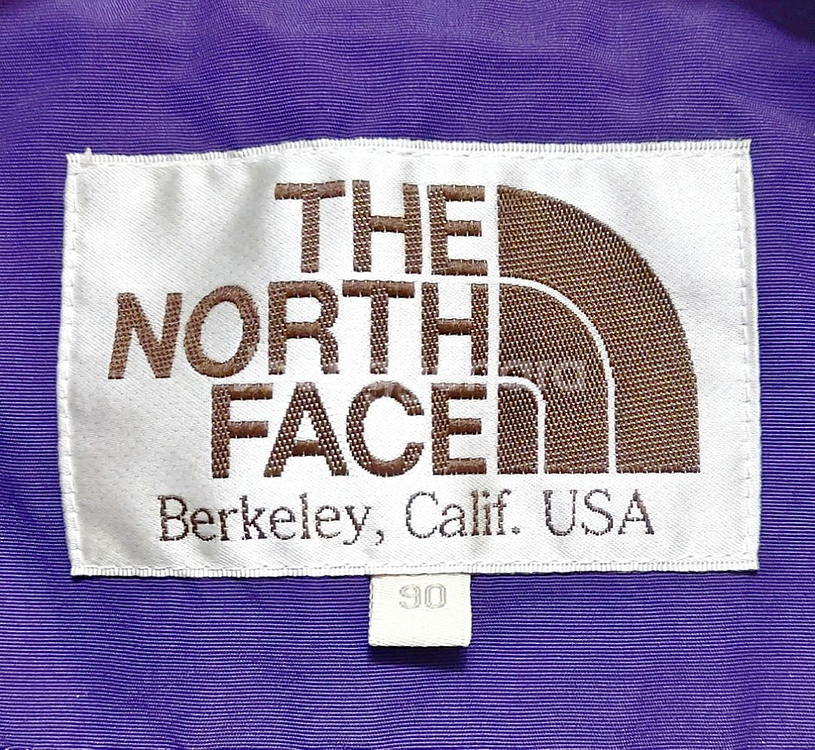 THE
NORTH
FACE
Berkeley, Calif. USA
90